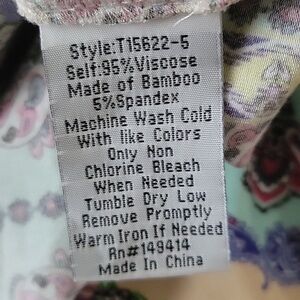 Style:T15622-5
Self:95%Viscose
Made of Bamboo
5%Spandex
Machine Wash Cold
With like Colors
Only Non
Chlorine Bleach
When Needed
Tumble Dry Low
Remove Promptly
Warm Iron If Needed
Rn#149414
Made In China